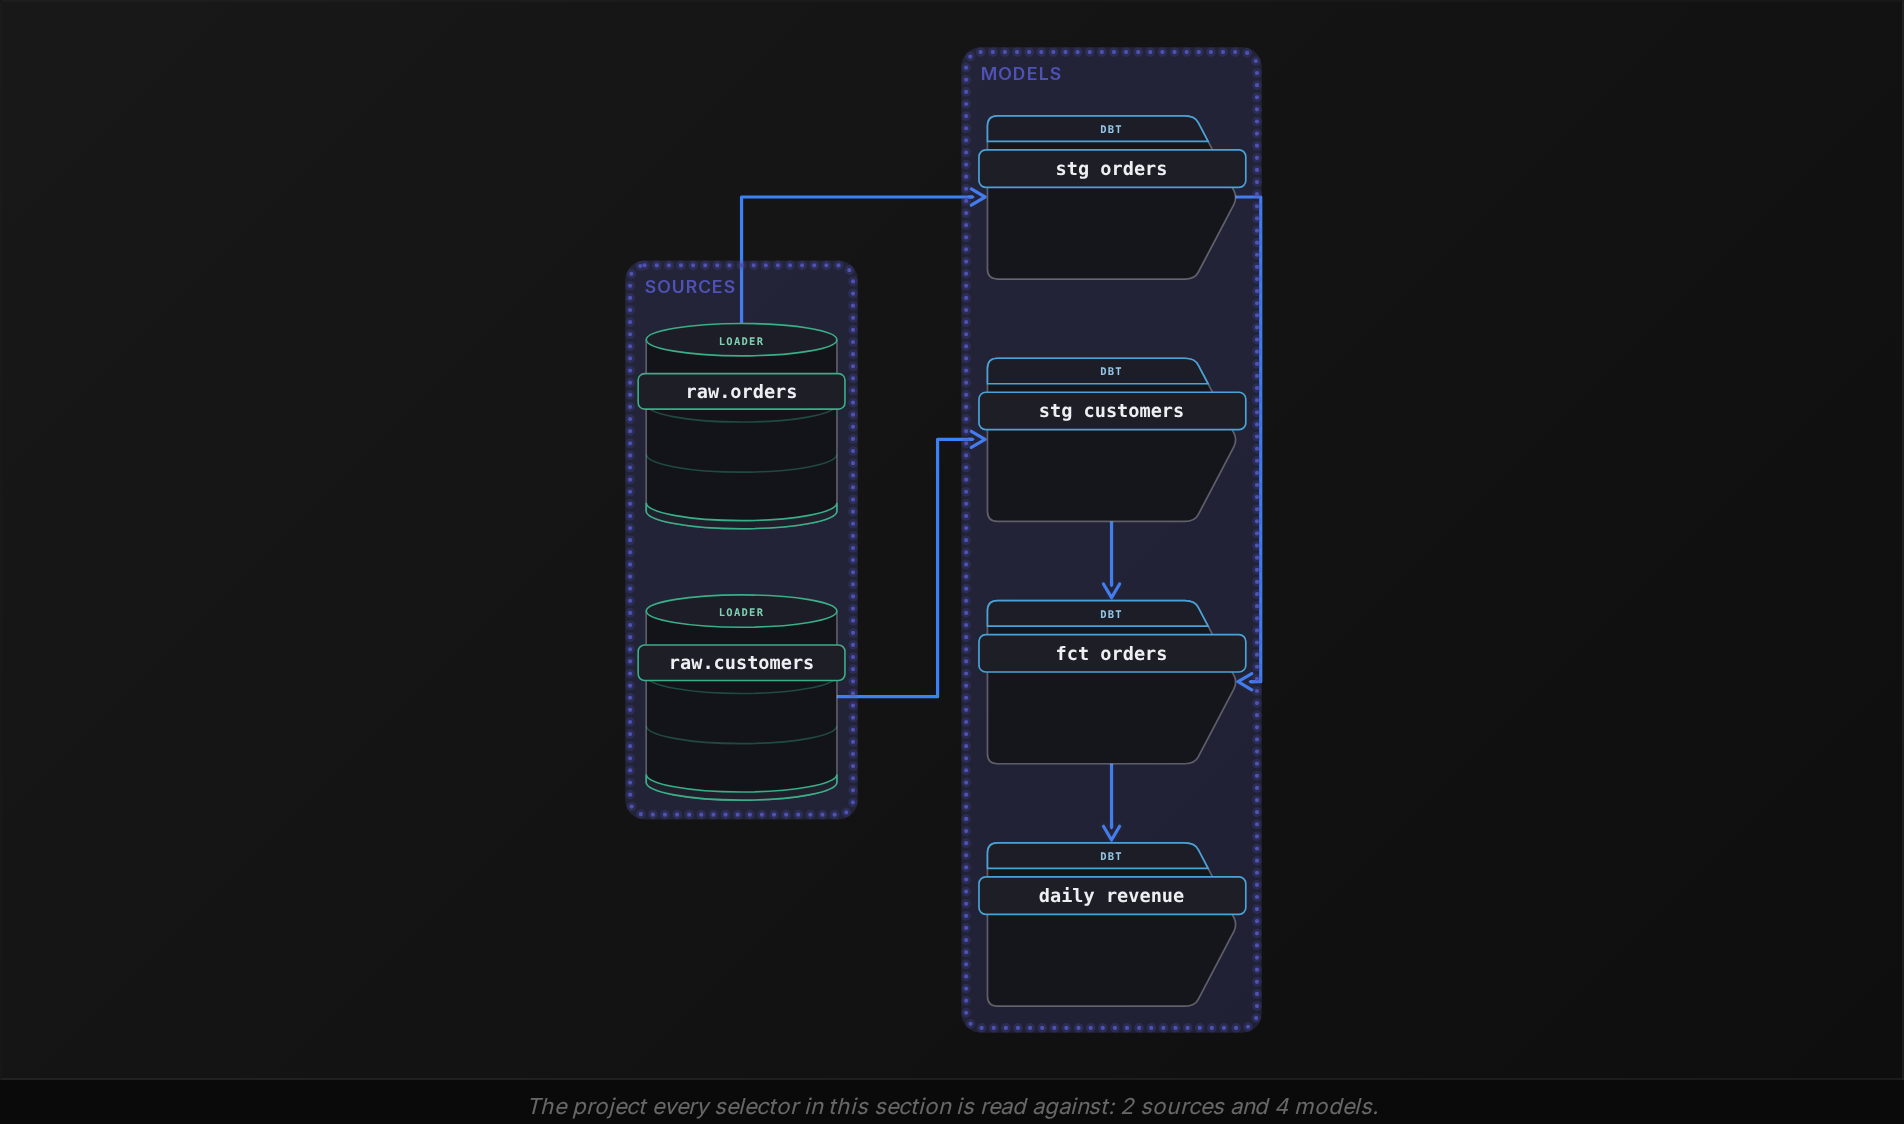 MODELS
DBT
stg orders
SOURCES
LOADER
raw.orders
DBT
stg customers
LOADER
raw.customers
DBT
fct orders
DBT
daily revenue
The project every selector in this section is read against: 2 sources and 4 models.